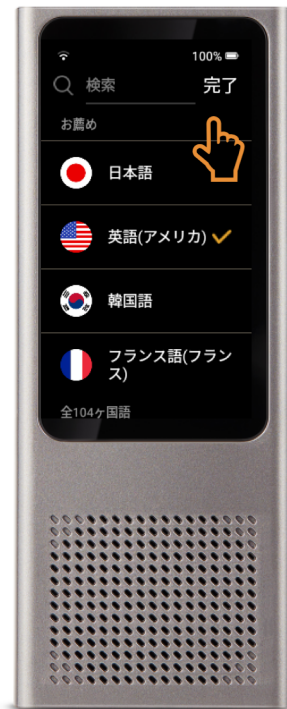 100%
検索 完了
お薦め
日本語
英語(アメリカ)
韓国語
フランス語(フラン
ス)
全104ケ国語